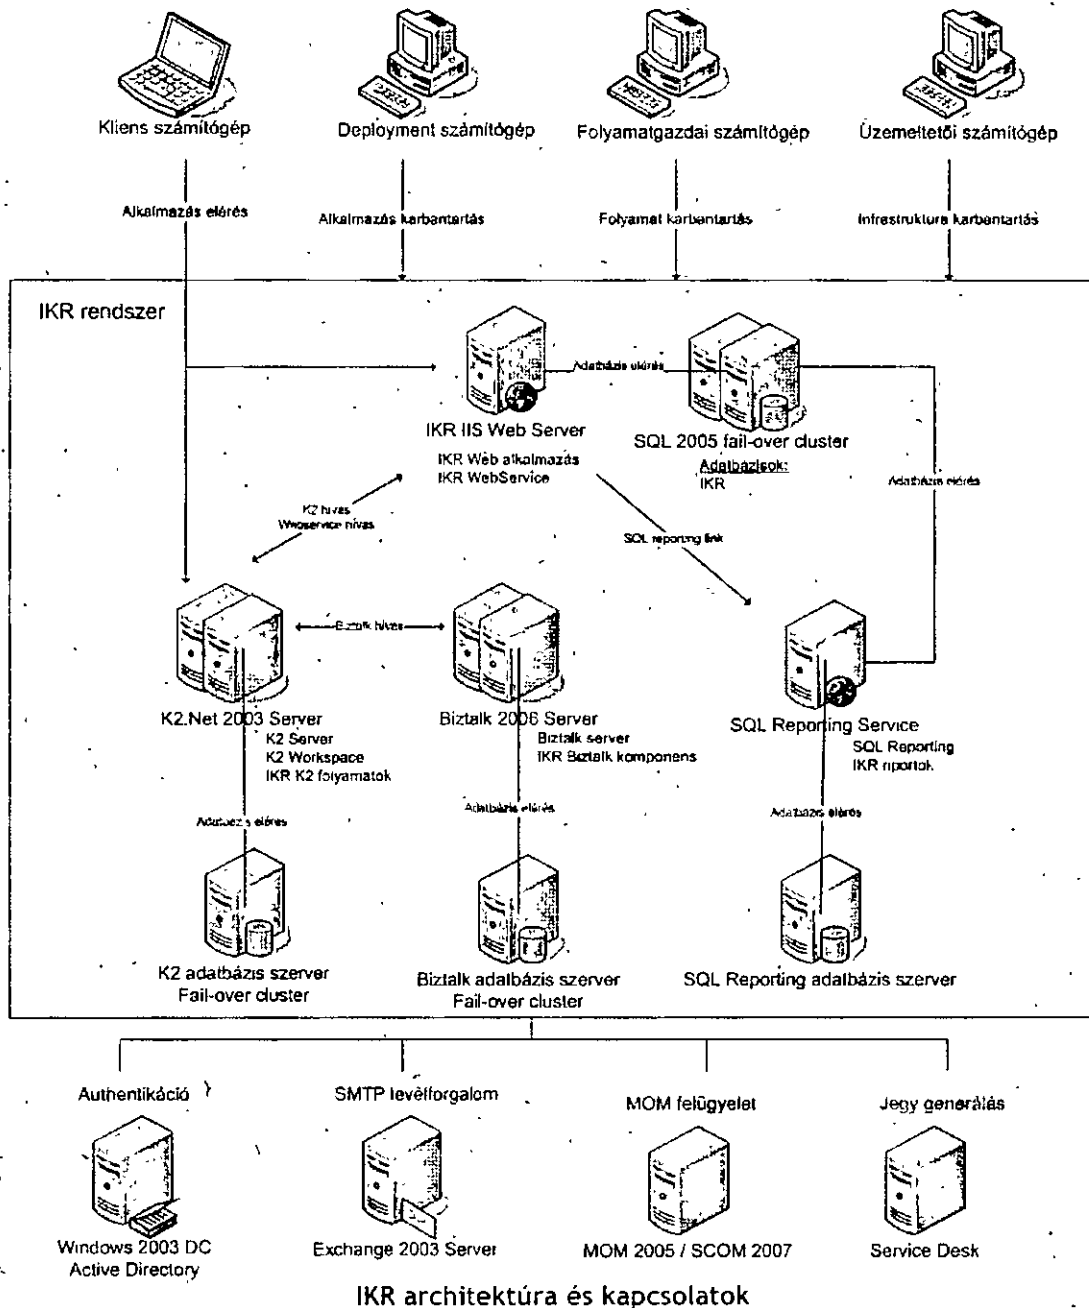 Kliens számítógép
Deployment számítógép
Folyamatgazdai számítógép
Üzemeltetői számítógép
Alkalmazás elérés
Alkalmazás karbantartás
Folyamat karbantartás
Infrastruktura karbantartás
IKR rendszer
Adatbázis elérés
IKR IIS Web Server
IKR Web alkalmazás
IKR WebService
SQL 2005 fail-over cluster
Adatbázisok:
IKR
Adatbázis elérés
K2 hívás
Webservice hívás
SQL reporting link
Biztalk hívás
K2.Net 2003 Server
K2 Server
K2 Workspace
IKR K2 folyamatok
Biztalk 2006 Server
Biztalk server
IKR Biztalk komponens
SQL Reporting Service
SQL Reporting
IKR riportok
Adatbázis elérés
Adatbázis elérés
Adatbázis elérés
K2 adatbázis szerver
Fail-over cluster
Biztalk adatbázis szerver
Fail-over cluster
SQL Reporting adatbázis szerver
Authentikáció
SMTP levélforgalom
MOM felügyelet
Jegy generálás
Windows 2003 DC
Active Directory
Exchange 2003 Server
MOM 2005 / SCOM 2007
Service Desk
IKR architektúra és kapcsolatok